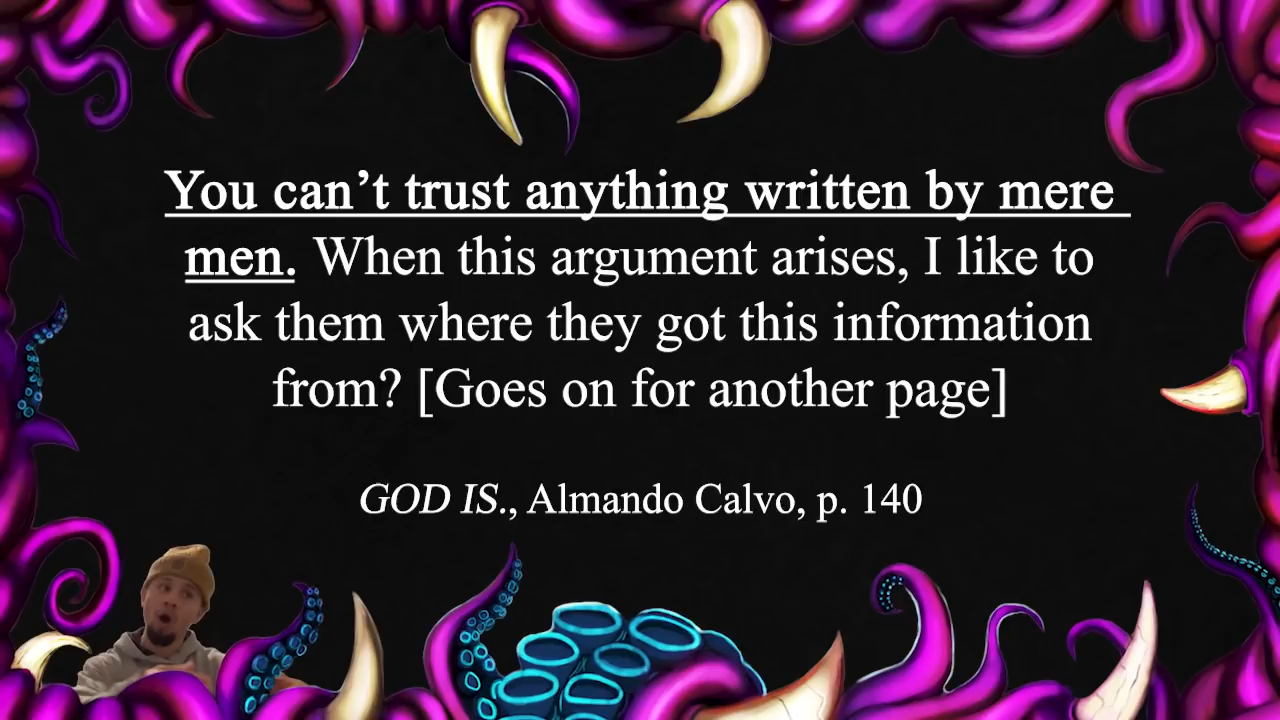 You can’t trust anything written by mere
men. When this argument arises, I like to
ask them where they got this information
from? [Goes on for another page]
GOD IS., Almando Calvo, p. 140